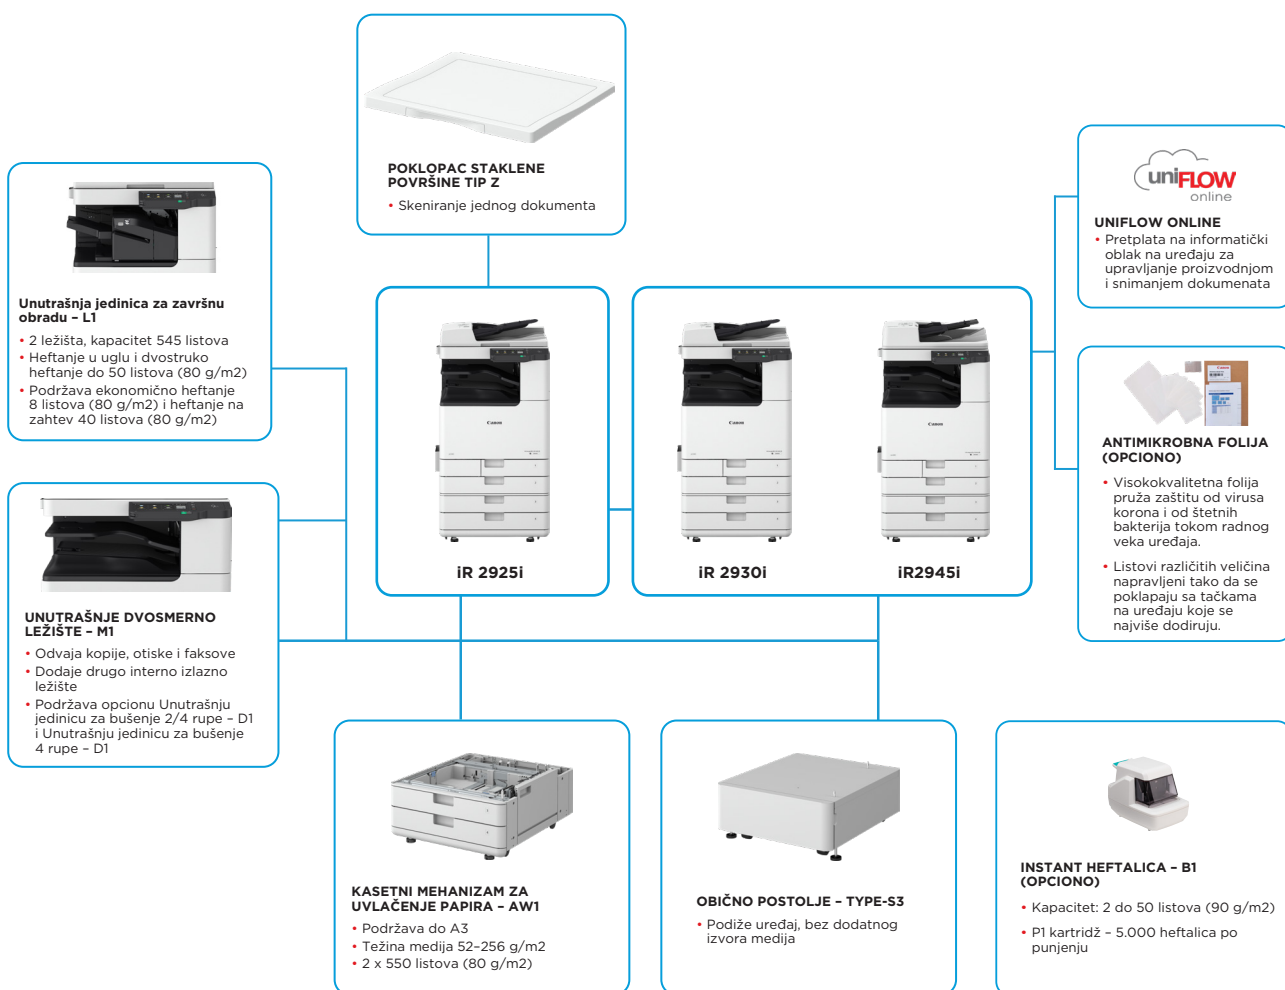 POKLOPAC STAKLENE
POVRŠINE TIP Z
• Skeniranje jednog dokumenta
uniFLOW
online
UNIFLOW ONLINE
• Pretplata na informatički
oblak na uređaju za
upravljanje proizvodnjom
i snimanjem dokumenata
Unutrašnja jedinica za završnu
obradu – L1
• 2 ležišta, kapacitet 545 listova
• Heftanje u uglu i dvostruko
heftanje do 50 listova (80 g/m2)
• Podržava ekonomično heftanje
8 listova (80 g/m2) i heftanje na
zahtev 40 listova (80 g/m2)
Canon
Canon
Canon
iR 2925i
iR 2930i
iR2945i
ANTIMIKROBNA FOLIJA
(OPCIONO)
• Visokokvalitetna folija
pruža zaštitu od virusa
korona i od štetnih
bakterija tokom radnog
veka uređaja.
• Listovi različitih veličina
napravljeni tako da se
poklapaju sa tačkama
na uređaju koje se
najviše dodiruju.
UNUTRAŠNJE DVOSMERNO
LEŽIŠTE – M1
• Odvaja kopije, otiske i faksove
• Dodaje drugo interno izlazno
ležište
• Podržava opcionu Unutrašnju
jedinicu za bušenje 2/4 rupe – D1
i Unutrašnju jedinicu za bušenje
4 rupe – D1
KASETNI MEHANIZAM ZA
UVLAČENJE PAPIRA – AW1
• Podržava do A3
• Težina medija 52–256 g/m2
• 2 x 550 listova (80 g/m2)
OBIČNO POSTOLJE – TYPE-S3
• Podiže uređaj, bez dodatnog
izvora medija
INSTANT HEFTALICA – B1
(OPCIONO)
• Kapacitet: 2 do 50 listova (90 g/m2)
• P1 kartridž – 5.000 heftalica po
punjenju